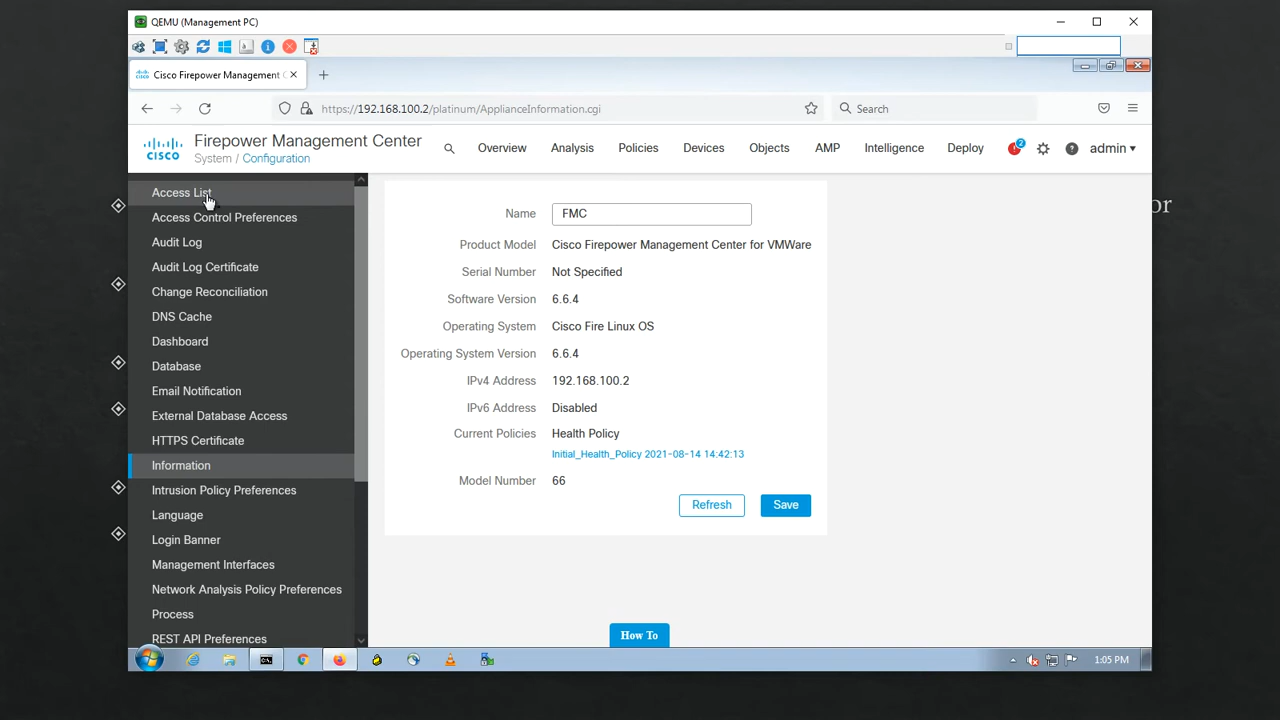 QEMU (Management PC)
Cisco Firepower Management C
https://192.168.100.2/platinum/ApplianceInformation.cgi
Search
CISCO
Firepower Management Center
System / Configuration
Overview
Analysis
Policies
Devices
Objects
AMP
Intelligence
Deploy
2
admin
Access List
Access Control Preferences
Audit Log
Audit Log Certificate
Change Reconciliation
DNS Cache
Dashboard
Database
Email Notification
External Database Access
HTTPS Certificate
Information
Intrusion Policy Preferences
Language
Login Banner
Management Interfaces
Network Analysis Policy Preferences
Process
REST API Preferences
Name FMC
Product Model Cisco Firepower Management Center for VMWare
Serial Number Not Specified
Software Version 6.6.4
Operating System Cisco Fire Linux OS
Operating System Version 6.6.4
IPv4 Address 192.168.100.2
IPv6 Address Disabled
Current Policies Health Policy
Initial_Health_Policy 2021-08-14 14:42:13
Model Number 66
Refresh Save
How To
or
1:05 PM